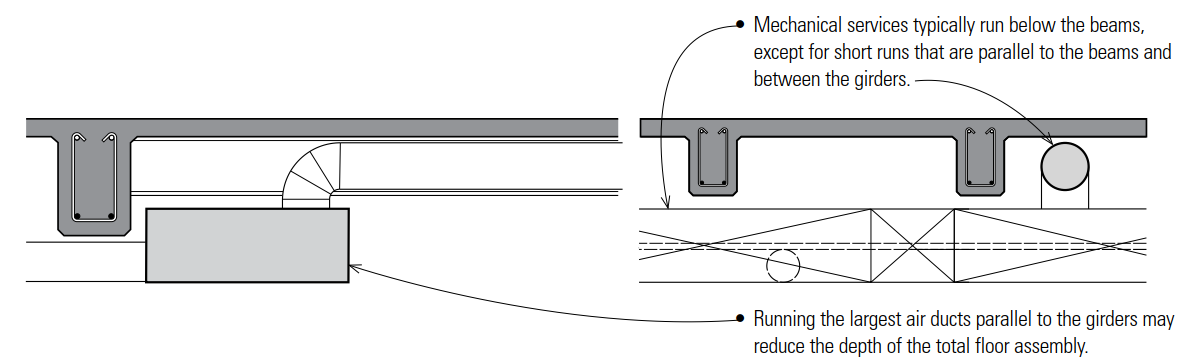 Mechanical services typically run below the beams,
except for short runs that are parallel to the beams and
between the girders.
Running the largest air ducts parallel to the girders may
reduce the depth of the total floor assembly.